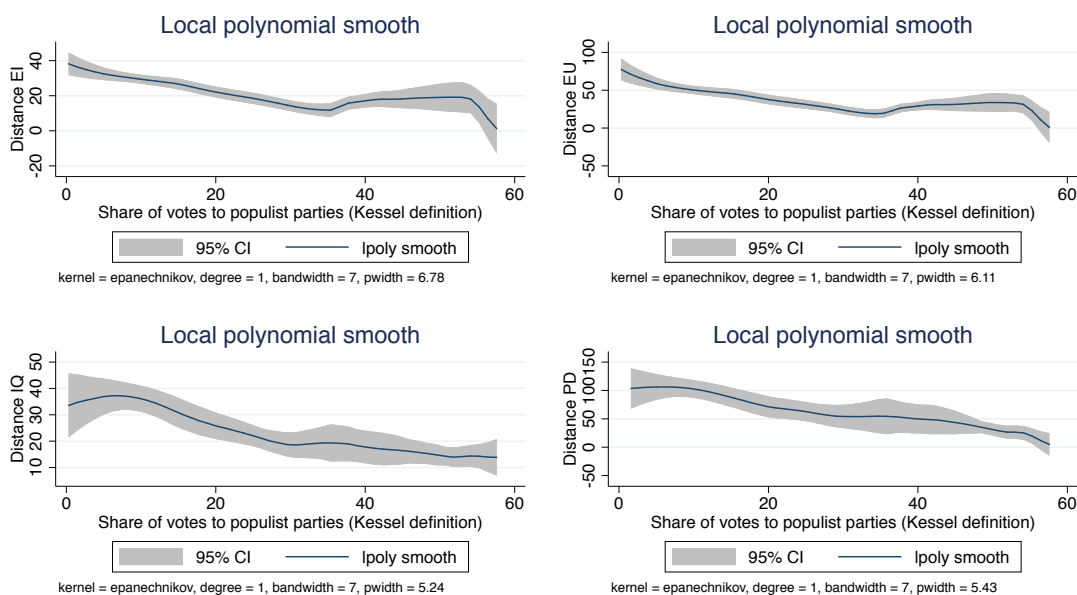 Local polynomial smooth
Distance EI
40
20
0
-20
0 20 40 60
Share of votes to populist parties (Kessel definition)
95% CI lpoly smooth
kernel = epanechnikov, degree = 1, bandwidth = 7, pwidth = 6.78
Local polynomial smooth
Distance EU
100
50
0
-50
0 20 40 60
Share of votes to populist parties (Kessel definition)
95% CI lpoly smooth
kernel = epanechnikov, degree = 1, bandwidth = 7, pwidth = 6.11
Local polynomial smooth
Distance IQ
50
40
30
20
10
0 20 40 60
Share of votes to populist parties (Kessel definition)
95% CI lpoly smooth
kernel = epanechnikov, degree = 1, bandwidth = 7, pwidth = 5.24
Local polynomial smooth
Distance PD
150
100
50
0
-50
0 20 40 60
Share of votes to populist parties (Kessel definition)
95% CI lpoly smooth
kernel = epanechnikov, degree = 1, bandwidth = 7, pwidth = 5.43